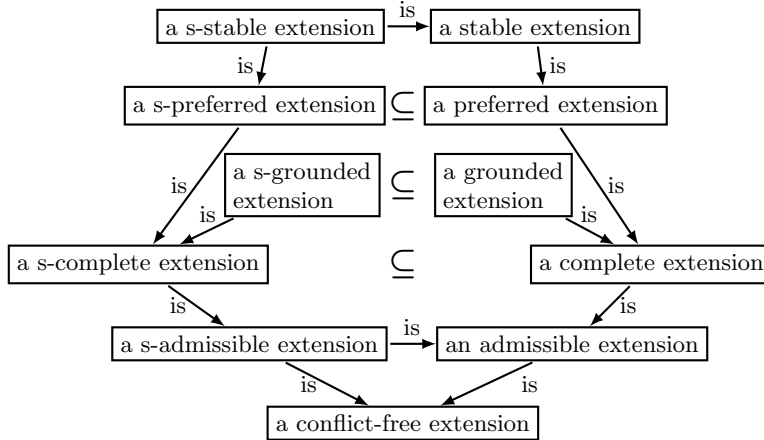 a s-stable extension is a stable extension
is is
a s-preferred extension ⊆ a preferred extension
a s-grounded
extension
⊆
a grounded
extension
is is
is is
a s-complete extension ⊆ a complete extension
is is
a s-admissible extension is an admissible extension
is is
a conflict-free extension